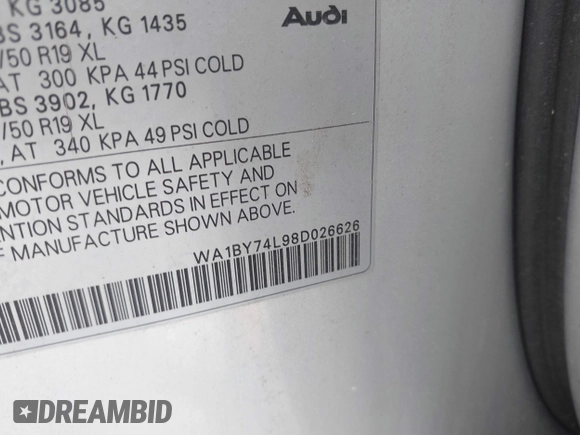 KG 3085
Audi
BS 3164, KG 1435
/50 R19 XL
AT 300 KPA 44 PSI COLD
BS 3902, KG 1770
/50 R19 XL
, AT 340 KPA 49 PSI COLD
CONFORMS TO ALL APPLICABLE
MOTOR VEHICLE SAFETY AND
ENTION STANDARDS IN EFFECT ON
F MANUFACTURE SHOWN ABOVE.
WA1BY74L98D026626
DREAMBID